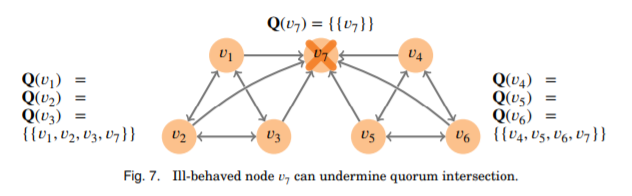 Q(v₇) = {{v₇}}
v₁
v₇
v₄
Q(v₁) =
Q(v₂) =
Q(v₃) =
{{v₁, v₂, v₃, v₇}}
v₂
v₃
v₅
v₆
Q(v₄) =
Q(v₅) =
Q(v₆) =
{{v₄, v₅, v₆, v₇}}
Fig. 7. Ill-behaved node v₇ can undermine quorum intersection.